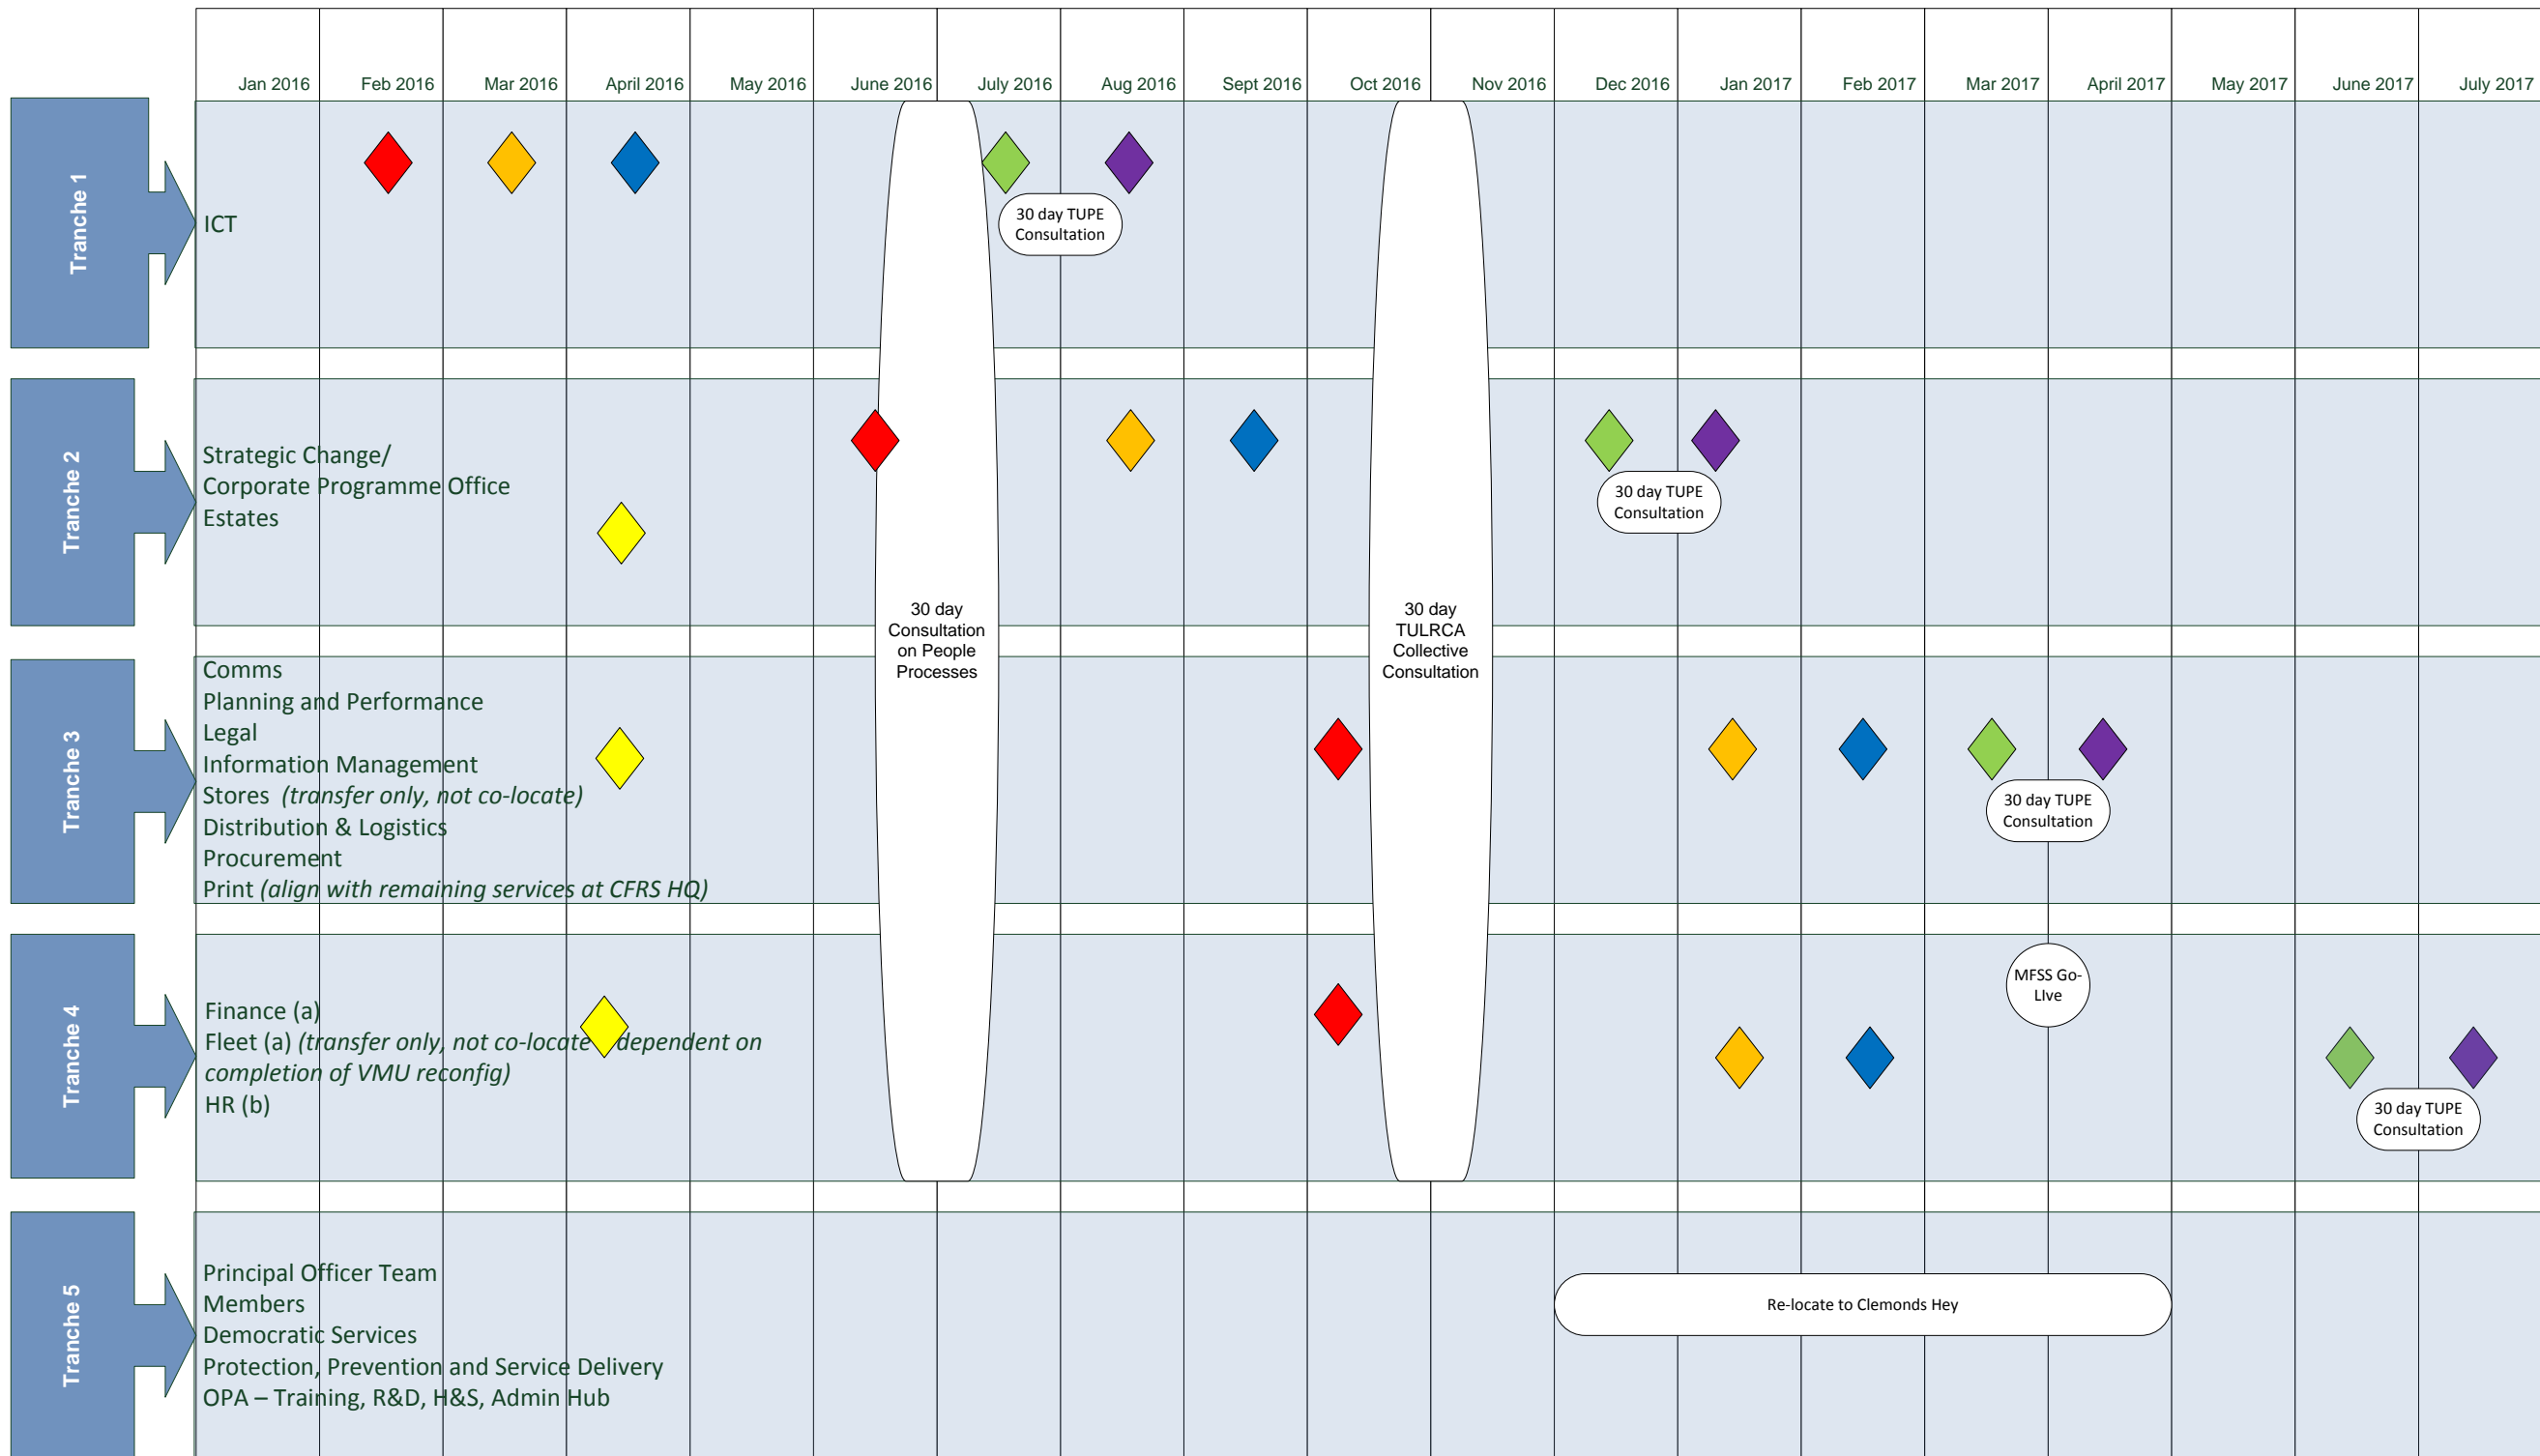 Jan 2016
Feb 2016
Mar 2016
April 2016
May 2016
June 2016
July 2016
Aug 2016
Sept 2016
Oct 2016
Nov 2016
Dec 2016
Jan 2017
Feb 2017
Mar 2017
April 2017
May 2017
June 2017
July 2017
Tranche 1
ICT
30 day TUPE
Consultation
Tranche 2
Strategic Change/
Corporate Programme Office
Estates
30 day TUPE
Consultation
30 day
Consultation
on People
Processes
30 day
TULRCA
Collective
Consultation
Tranche 3
Comms
Planning and Performance
Legal
Information Management
Stores (transfer only, not co-locate)
Distribution & Logistics
Procurement
Print (align with remaining services at CFRS HQ)
30 day TUPE
Consultation
Tranche 4
Finance (a)
Fleet (a) (transfer only, not co-locate dependent on
completion of VMU reconfig)
HR (b)
MFSS Go-
LIve
30 day TUPE
Consultation
Tranche 5
Principal Officer Team
Members
Democratic Services
Protection, Prevention and Service Delivery
OPA – Training, R&D, H&S, Admin Hub
Re-locate to Clemonds Hey